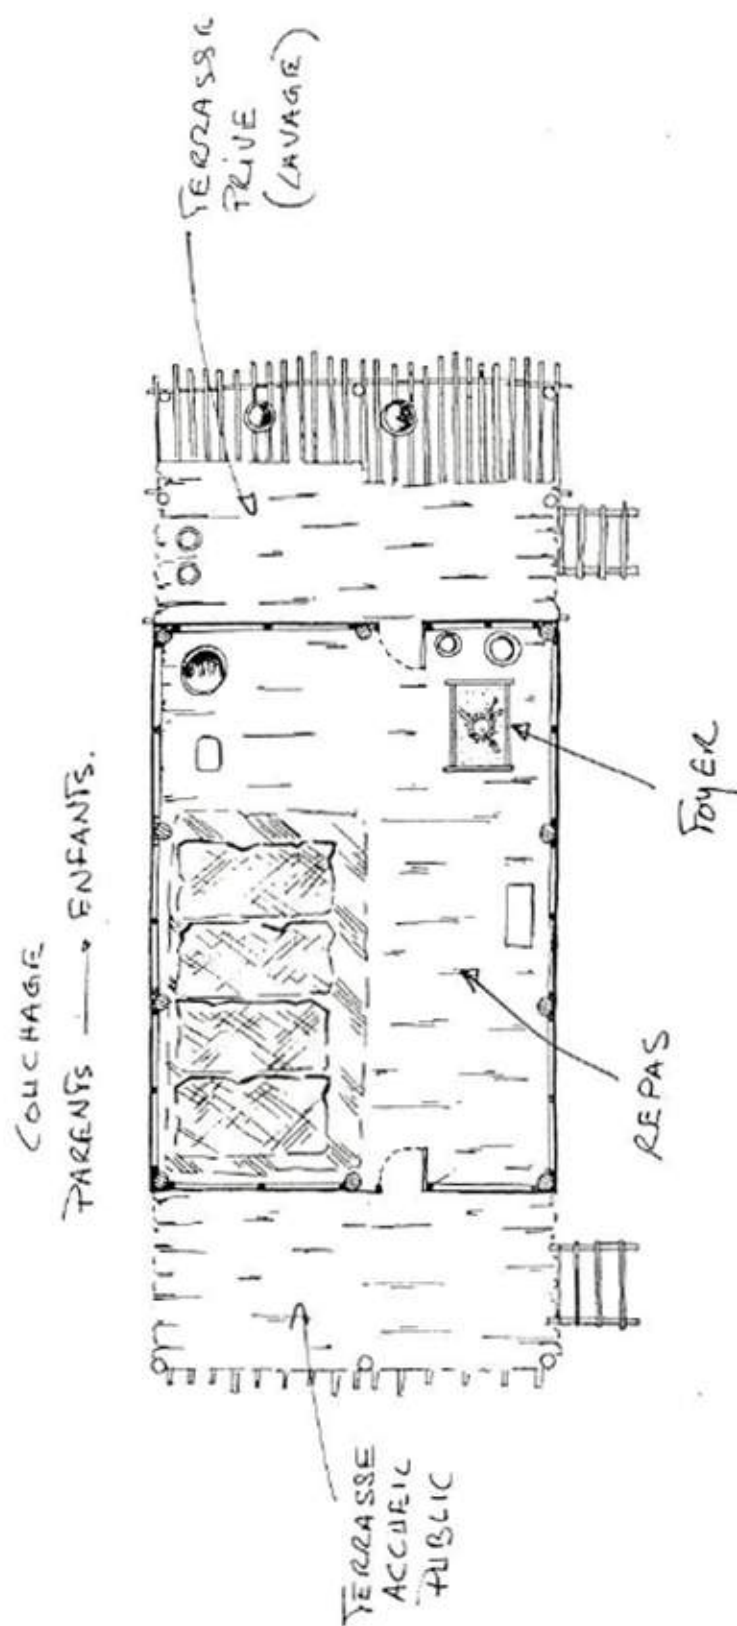 COUCHAGE
PARENTS → ENFANTS.
TERRASSE
PRIVE
(LAVAGE)
TERRASSE
ACCUEIL
PUBLIC
REPAS
FOYER